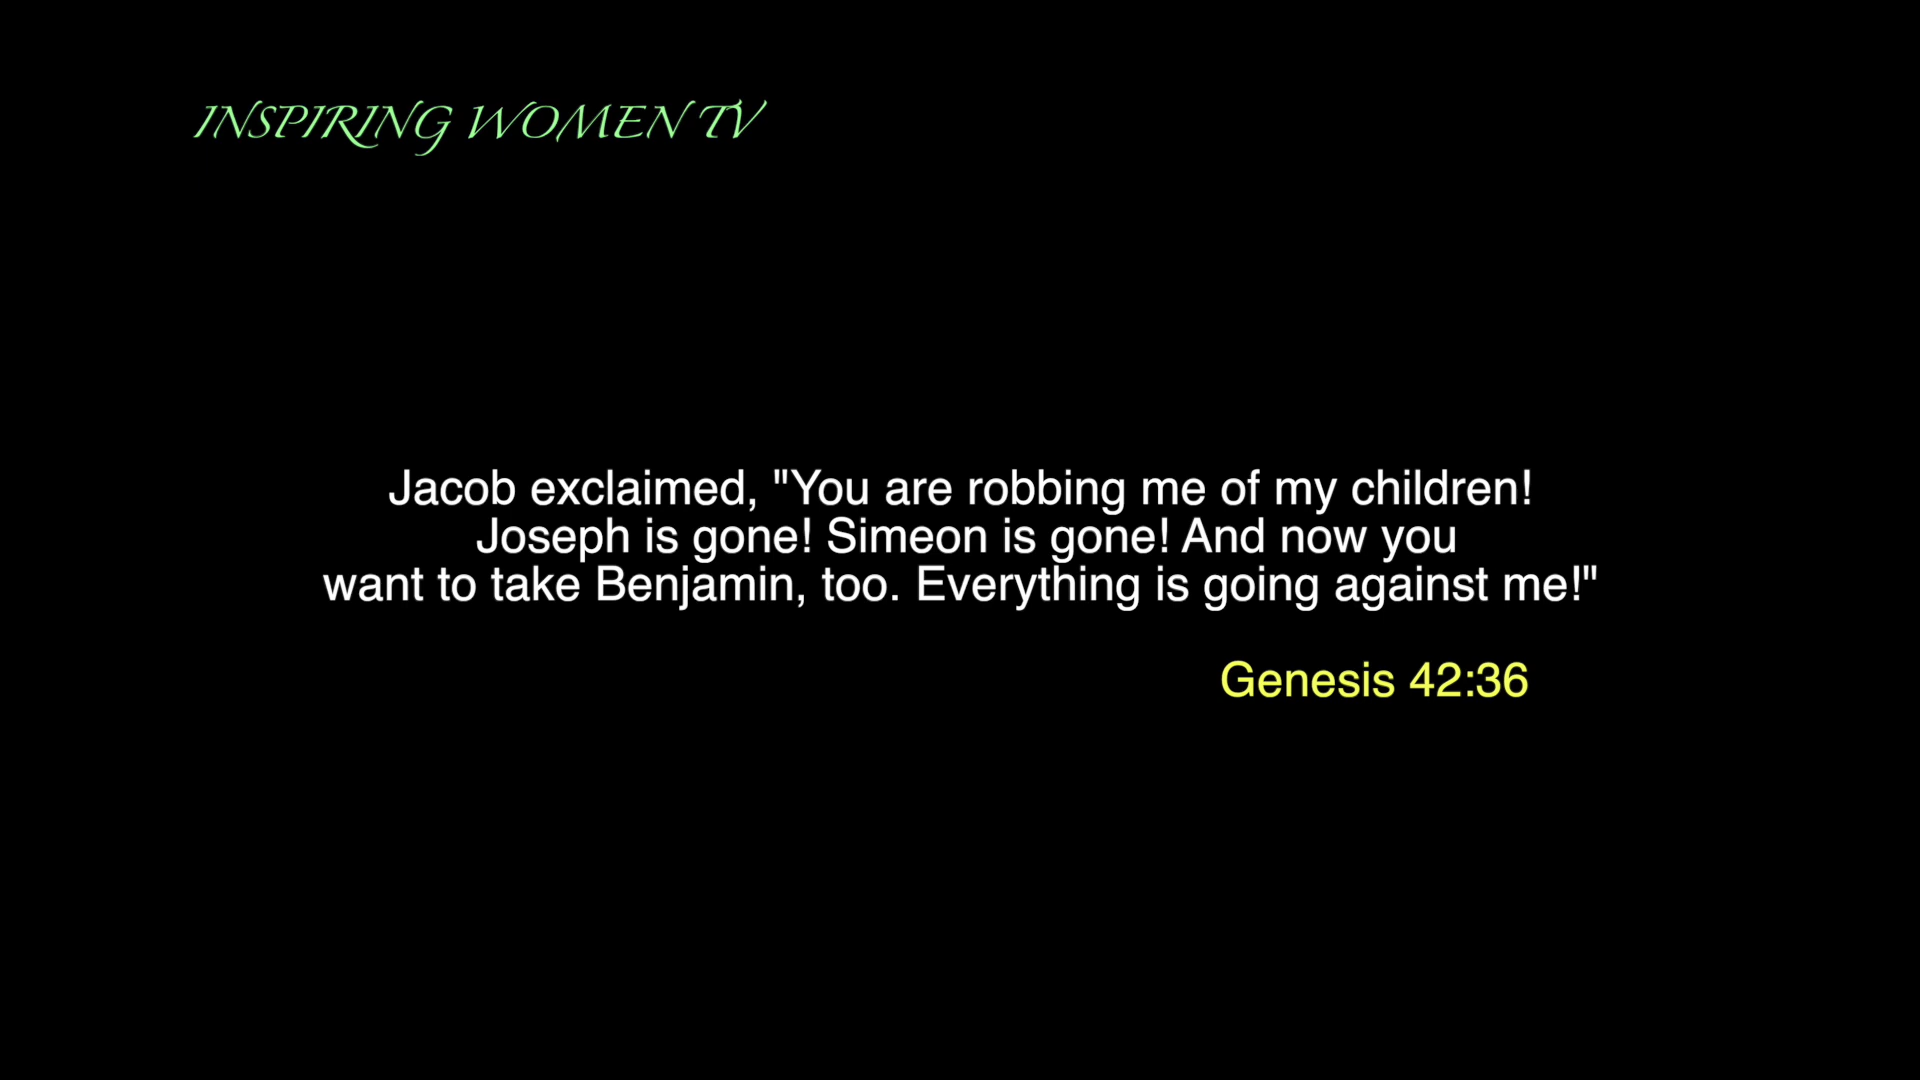 INSPIRING WOMEN TV
Jacob exclaimed, "You are robbing me of my children!
Joseph is gone! Simeon is gone! And now you
want to take Benjamin, too. Everything is going against me!"
Genesis 42:36